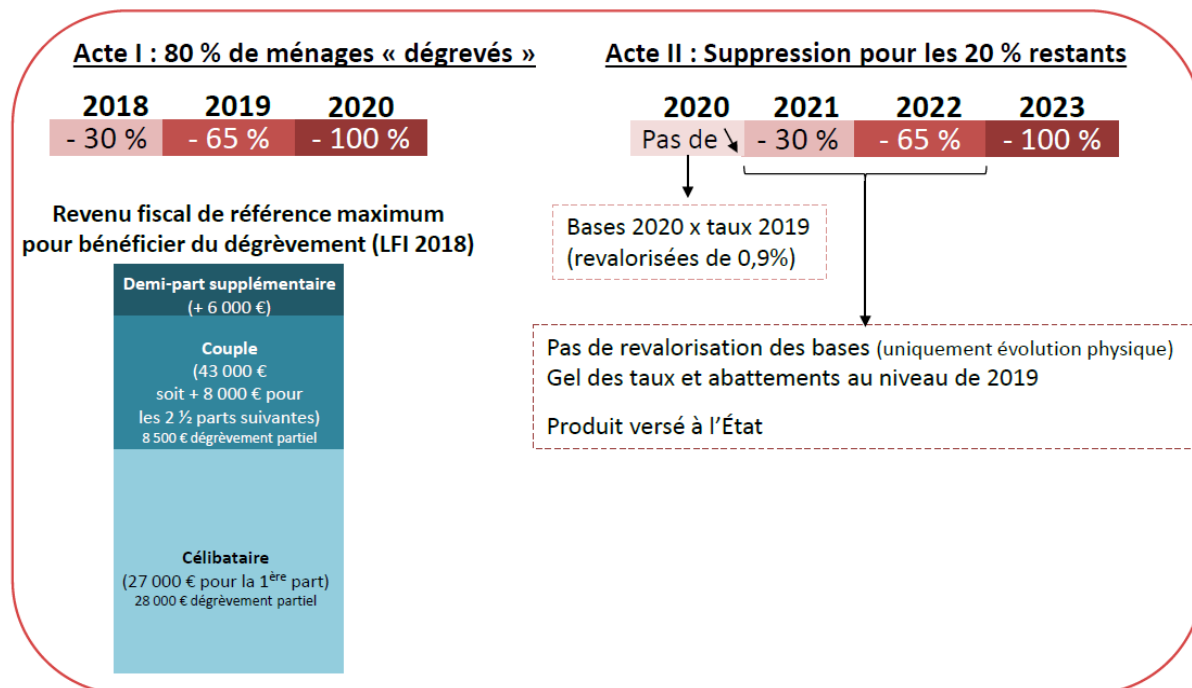 Acte I : 80 % de ménages « dégrevés »
2018 2019 2020
- 30 % - 65 % - 100 %
Revenu fiscal de référence maximum
pour bénéficier du dégrèvement (LFI 2018)
Demi-part supplémentaire
(+ 6 000 €)
Couple
(43 000 €
soit + 8 000 € pour
les 2 ½ parts suivantes)
8 500 € dégrèvement partiel
Célibataire
(27 000 € pour la 1ère part)
28 000 € dégrèvement partiel
Acte II : Suppression pour les 20 % restants
2020 2021 2022 2023
Pas de - 30 % - 65 % - 100 %
Bases 2020 x taux 2019
(revalorisées de 0,9%)
Pas de revalorisation des bases (uniquement évolution physique)
Gel des taux et abattements au niveau de 2019
Produit versé à l’État